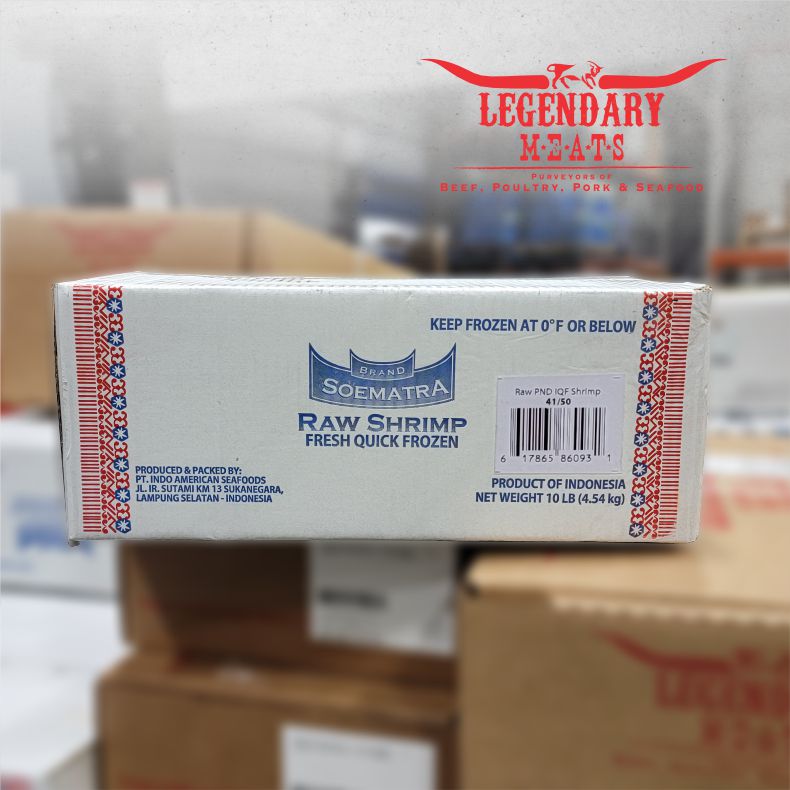 LEGENDARY
M·E·A·T·S
PURVEYORS OF
BEEF, POULTRY, PORK & SEAFOOD
KEEP FROZEN AT 0°F OR BELOW
BRAND
SOEMATRA
RAW SHRIMP
FRESH QUICK FROZEN
Raw PND IQF Shrimp
41/50
6 17865 86093 1
PRODUCED & PACKED BY:
PT. INDO AMERICAN SEAFOODS
JL. IR. SUTAMI KM 13 SUKANEGARA,
LAMPUNG SELATAN - INDONESIA
PRODUCT OF INDONESIA
NET WEIGHT 10 LB (4.54 kg)
LEGENDARY